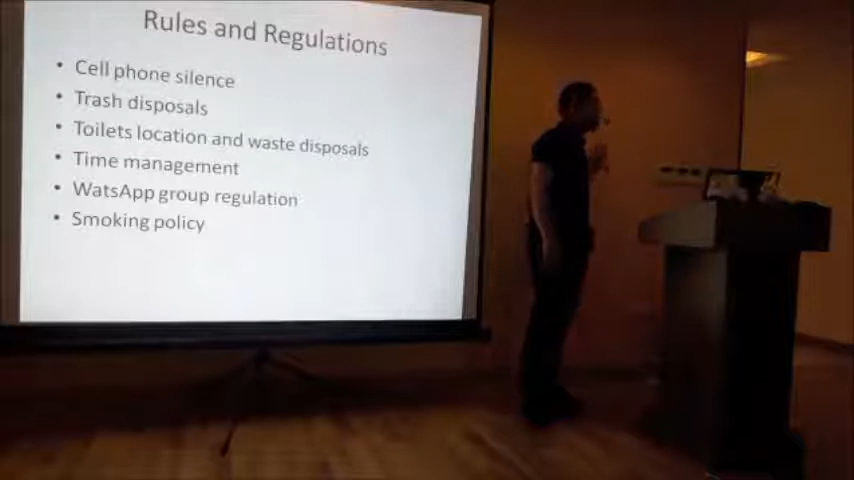 Rules and Regulations
• Cell phone silence
• Trash disposals
• Toilets location and waste disposals
• Time management
• WatsApp group regulation
• Smoking policy